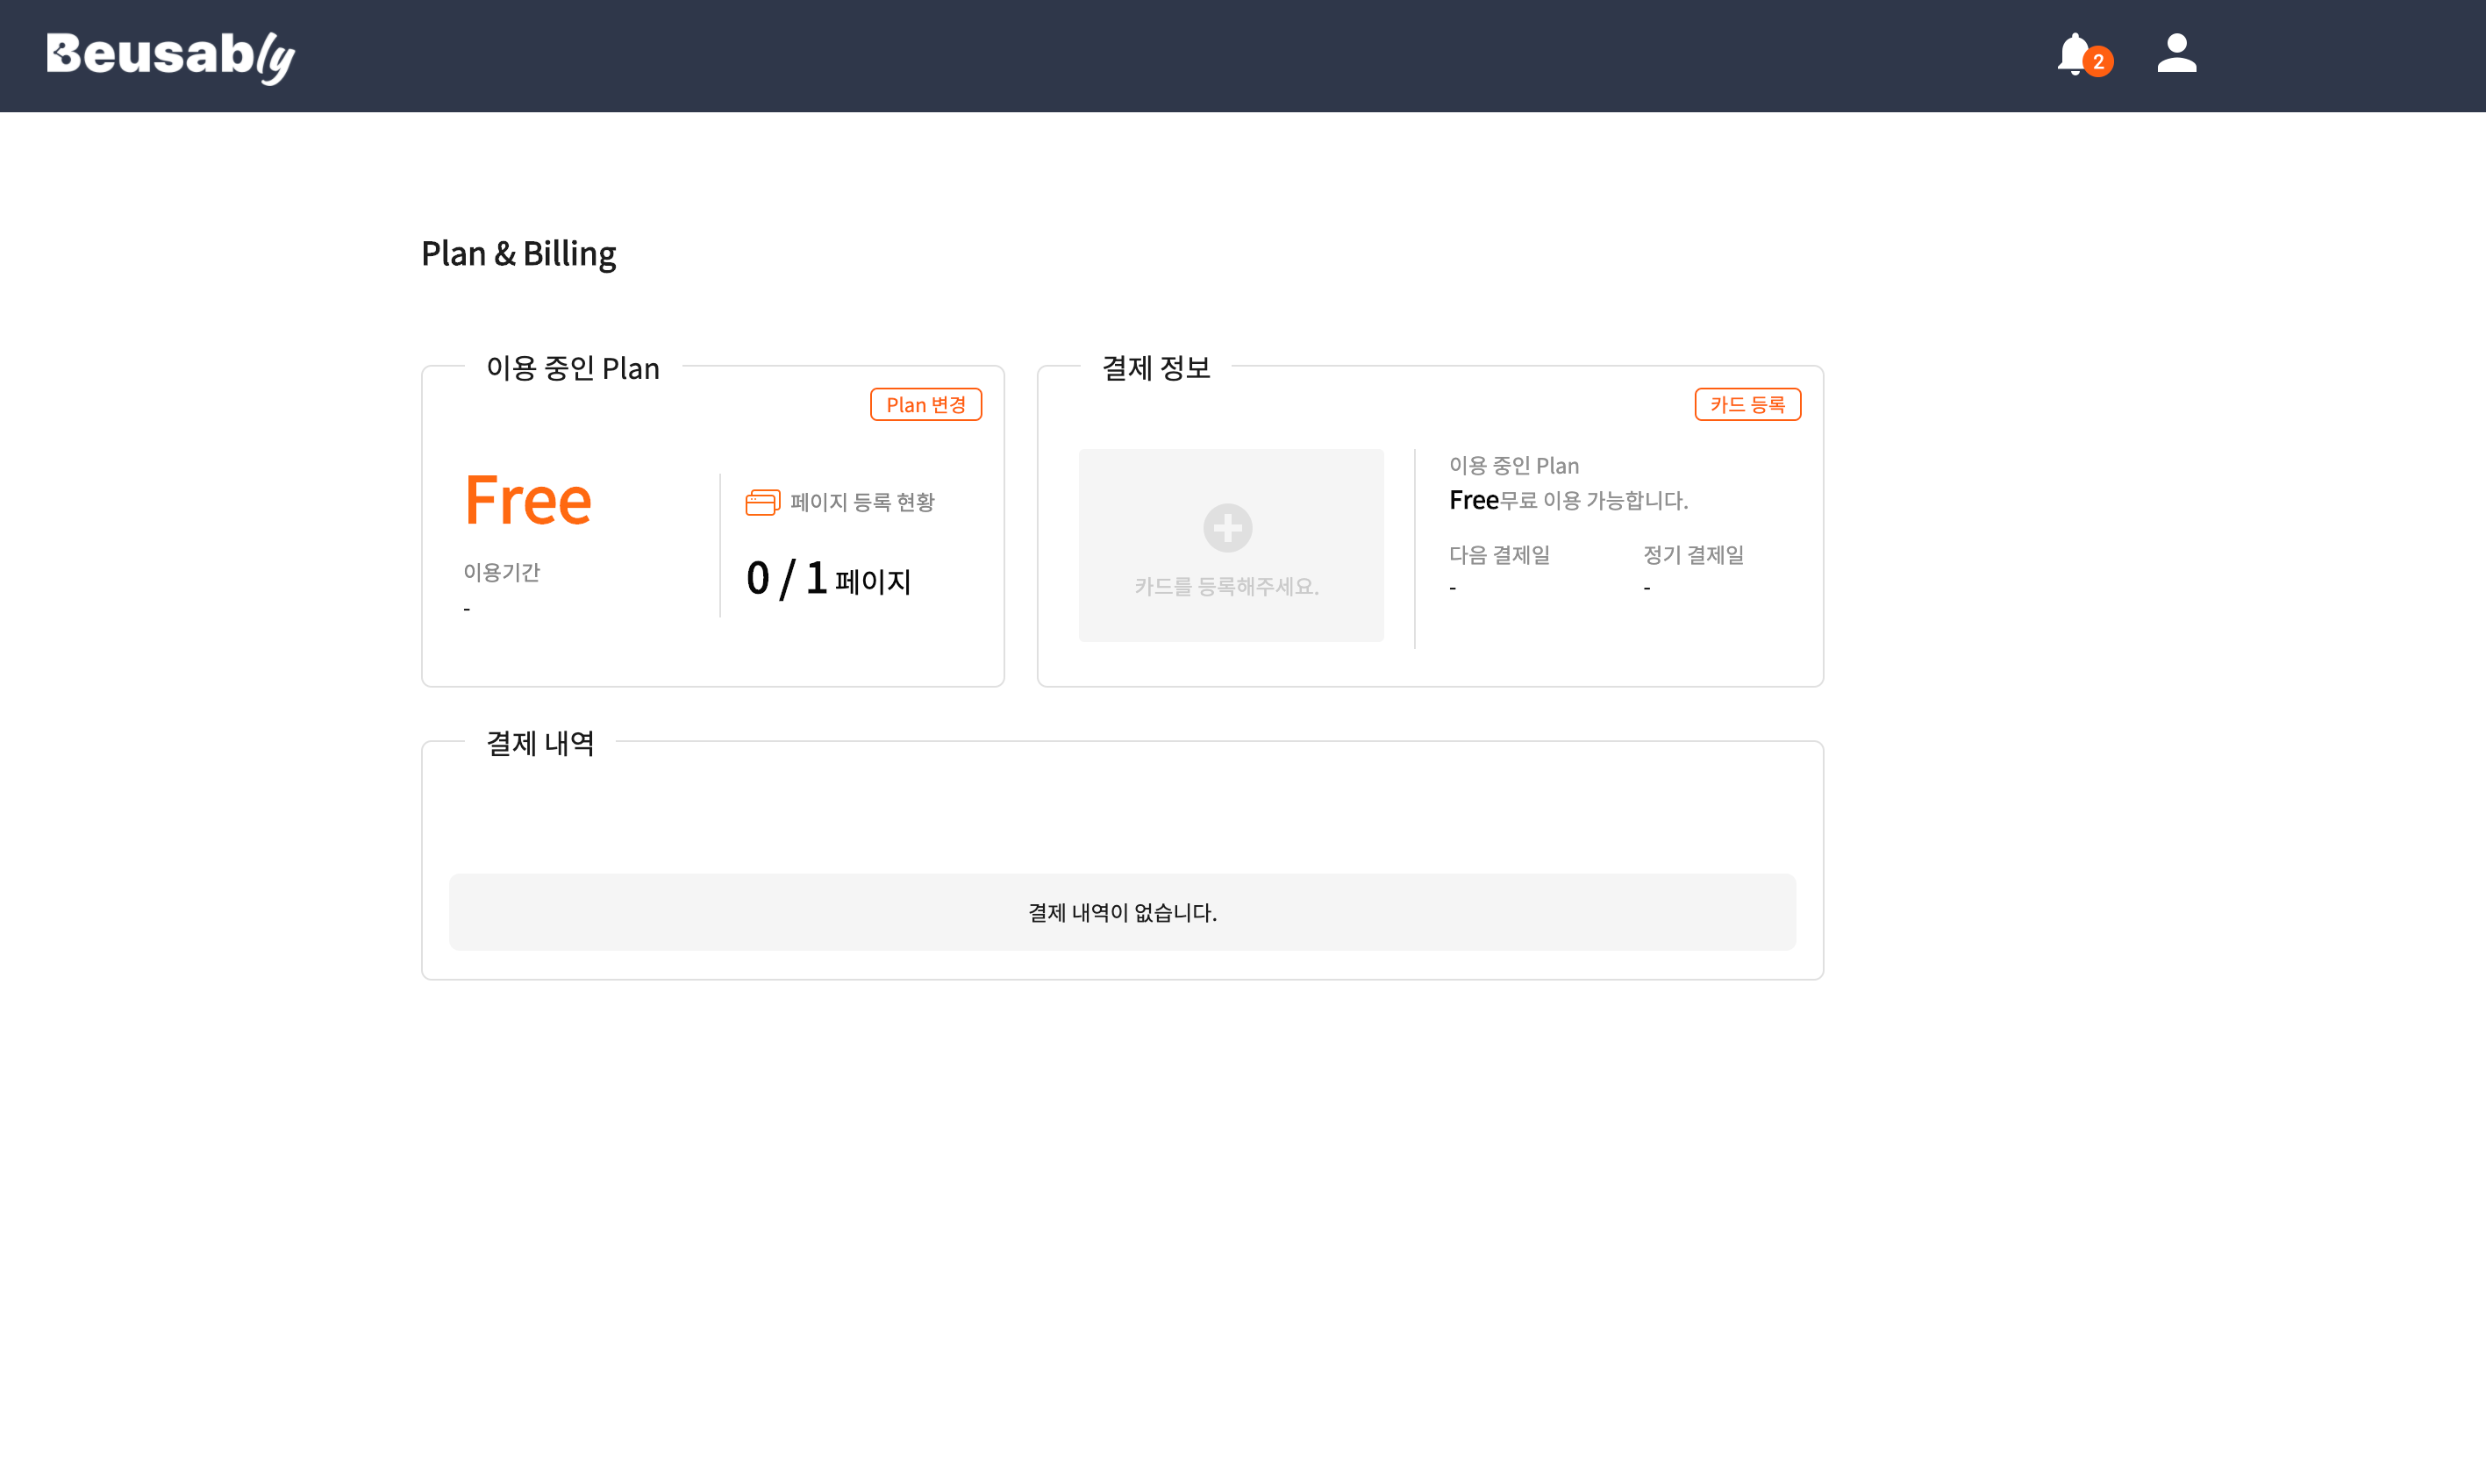 Beusably
2
Plan & Billing
이용 중인 Plan
Plan 변경
Free
이용기간
-
페이지 등록 현황
0 / 1 페이지
결제 정보
카드 등록
카드를 등록해주세요.
이용 중인 Plan
Free무료 이용 가능합니다.
다음 결제일
-
정기 결제일
-
결제 내역
결제 내역이 없습니다.